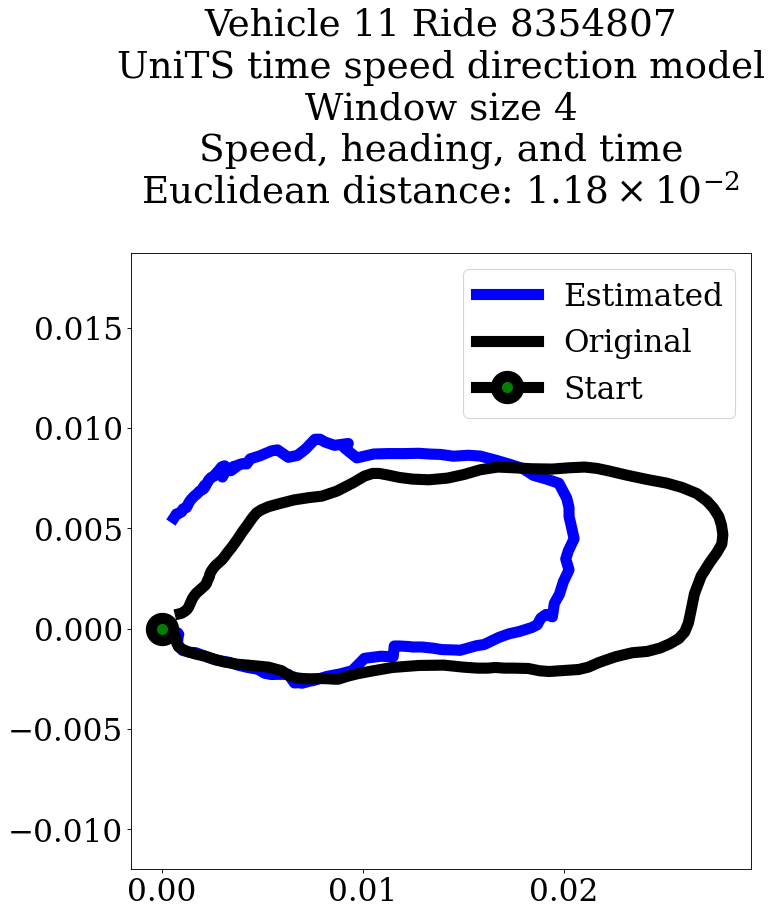 Vehicle 11 Ride 8354807
UniTS time speed direction model
Window size 4
Speed, heading, and time
Euclidean distance: 1.18 × 10⁻²
Estimated
Original
Start
0.015
0.010
0.005
0.000
−0.005
−0.010
0.00 0.01 0.02